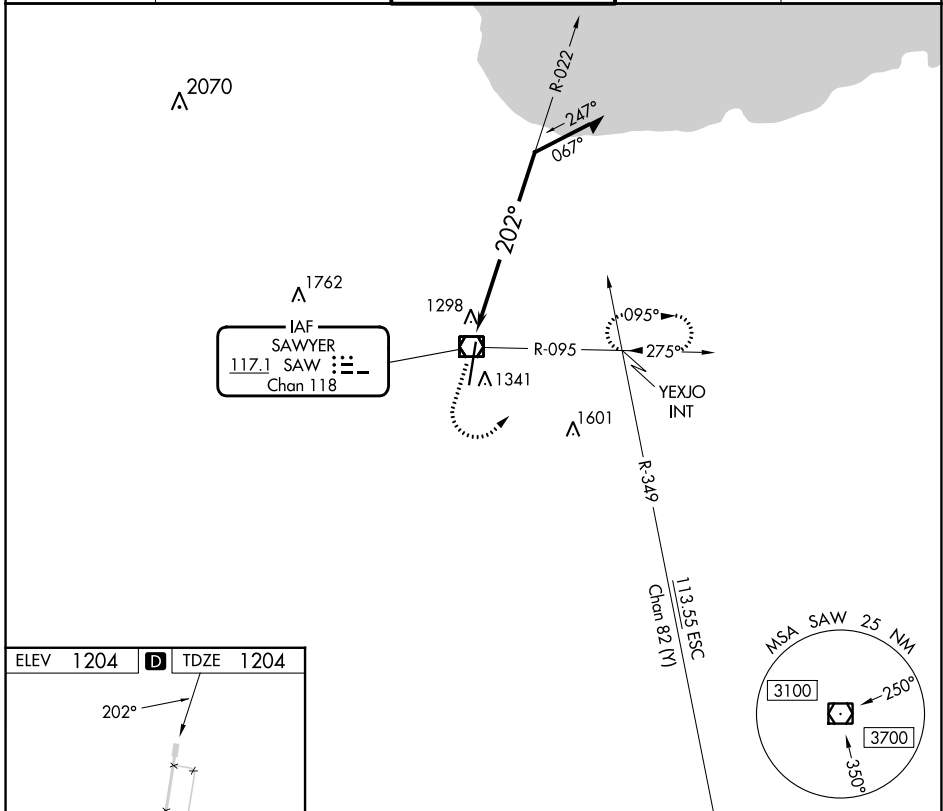 2070
R-022
247°
067°
202°
1762
1298
IAF
SAWYER
117.1 SAW
Chan 118
R-095
095°
275°
1341
YEXJO
INT
1601
R-349
113.55 ESC
Chan 82 (Y)
MSA SAW 25 NM
3100
250°
3700
350°
ELEV 1204 D TDZE 1204
202°